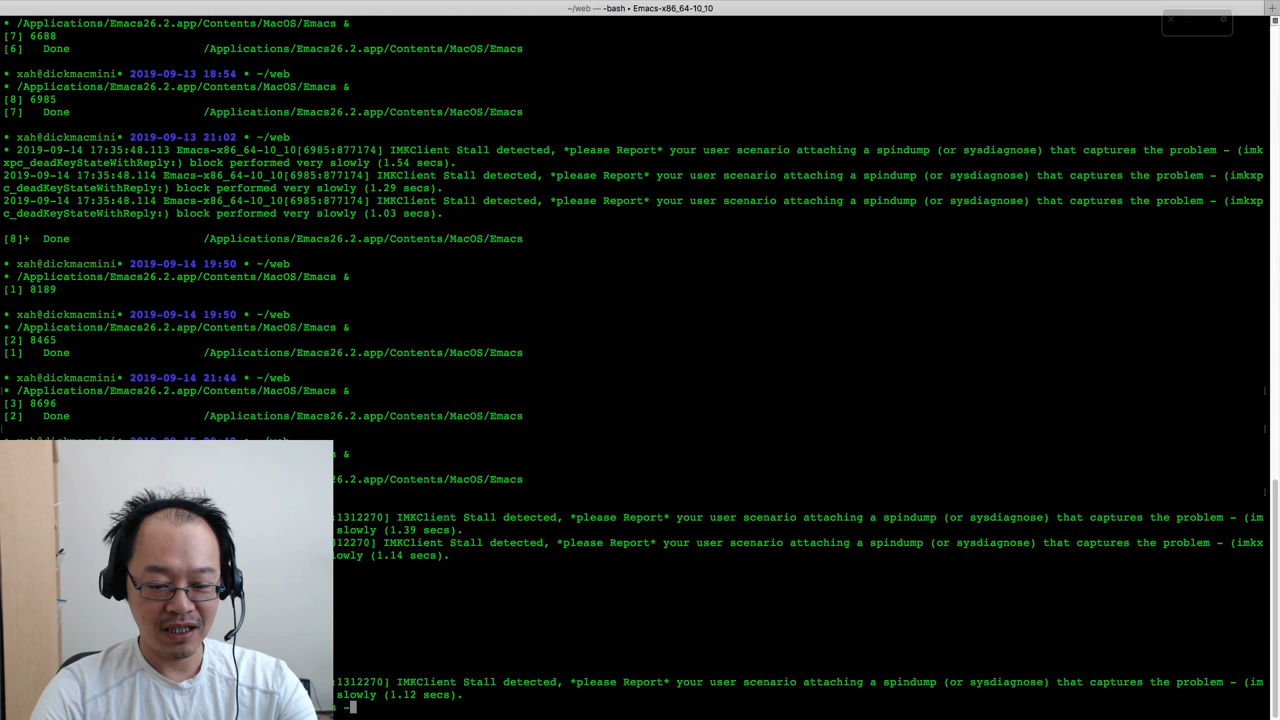 ~/web — -bash • Emacs-x86_64-10_10
• /Applications/Emacs26.2.app/Contents/MacOS/Emacs &
[7] 6688
[6]   Done                    /Applications/Emacs26.2.app/Contents/MacOS/Emacs
• xah@dickmacmini• 2019-09-13 18:54 • ~/web
• /Applications/Emacs26.2.app/Contents/MacOS/Emacs &
[8] 6985
[7]   Done                    /Applications/Emacs26.2.app/Contents/MacOS/Emacs
• xah@dickmacmini• 2019-09-13 21:02 • ~/web
• 2019-09-14 17:35:48.113 Emacs-x86_64-10_10[6985:877174] IMKClient Stall detected, *please Report* your user scenario attaching a spindump (or sysdiagnose) that captures the problem - (imk
xpc_deadKeyStateWithReply:) block performed very slowly (1.54 secs).
2019-09-14 17:35:48.114 Emacs-x86_64-10_10[6985:877174] IMKClient Stall detected, *please Report* your user scenario attaching a spindump (or sysdiagnose) that captures the problem - (imkxp
c_deadKeyStateWithReply:) block performed very slowly (1.29 secs).
2019-09-14 17:35:48.114 Emacs-x86_64-10_10[6985:877174] IMKClient Stall detected, *please Report* your user scenario attaching a spindump (or sysdiagnose) that captures the problem - (imkxp
c_deadKeyStateWithReply:) block performed very slowly (1.03 secs).
[8]+  Done                    /Applications/Emacs26.2.app/Contents/MacOS/Emacs
• xah@dickmacmini• 2019-09-14 19:50 • ~/web
• /Applications/Emacs26.2.app/Contents/MacOS/Emacs &
[1] 8189
• xah@dickmacmini• 2019-09-14 19:50 • ~/web
• /Applications/Emacs26.2.app/Contents/MacOS/Emacs &
[2] 8465
[1]   Done                    /Applications/Emacs26.2.app/Contents/MacOS/Emacs
• xah@dickmacmini• 2019-09-14 21:44 • ~/web
• /Applications/Emacs26.2.app/Contents/MacOS/Emacs &
[3] 8696
[2]   Done                    /Applications/Emacs26.2.app/Contents/MacOS/Emacs
s &
6.2.app/Contents/MacOS/Emacs
:1312270] IMKClient Stall detected, *please Report* your user scenario attaching a spindump (or sysdiagnose) that captures the problem - (im
slowly (1.39 secs).
312270] IMKClient Stall detected, *please Report* your user scenario attaching a spindump (or sysdiagnose) that captures the problem - (imkx
owly (1.14 secs).
:1312270] IMKClient Stall detected, *please Report* your user scenario attaching a spindump (or sysdiagnose) that captures the problem - (im
slowly (1.12 secs).
s -